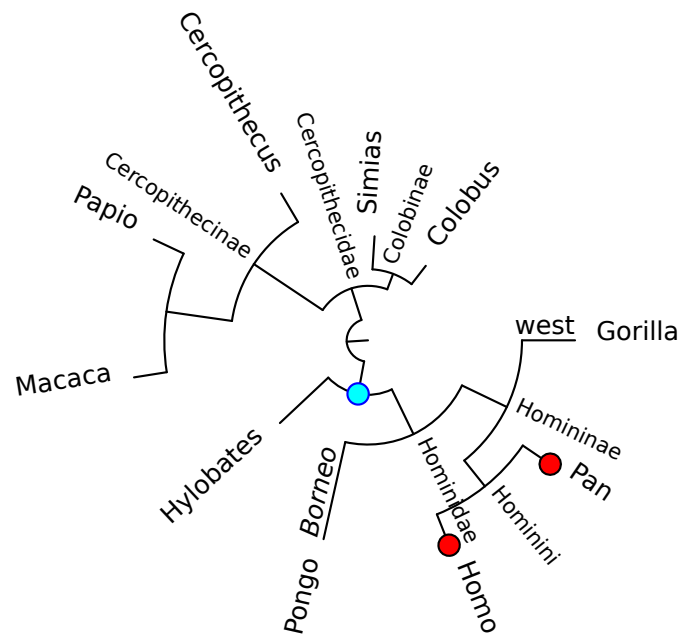 Cercopithecus
Cercopithecidae
Simias
Colobinae
Colobus
Cercopithecinae
Papio
west
Gorilla
Macaca
Homininae
Hylobates
Borneo
Hominidae
Pan
Hominini
Pongo
Homo